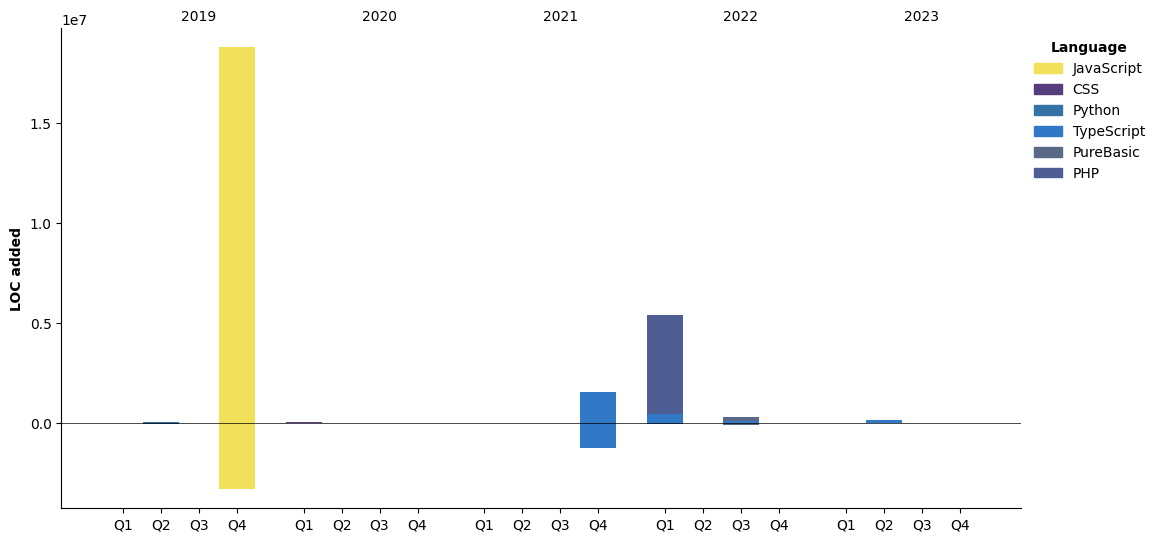 2019 2020 2021 2022 2023
1e7
Language
JavaScript
CSS
Python
TypeScript
PureBasic
PHP
LOC added
1.5
1.0
0.5
0.0
Q1 Q2 Q3 Q4 Q1 Q2 Q3 Q4 Q1 Q2 Q3 Q4 Q1 Q2 Q3 Q4 Q1 Q2 Q3 Q4